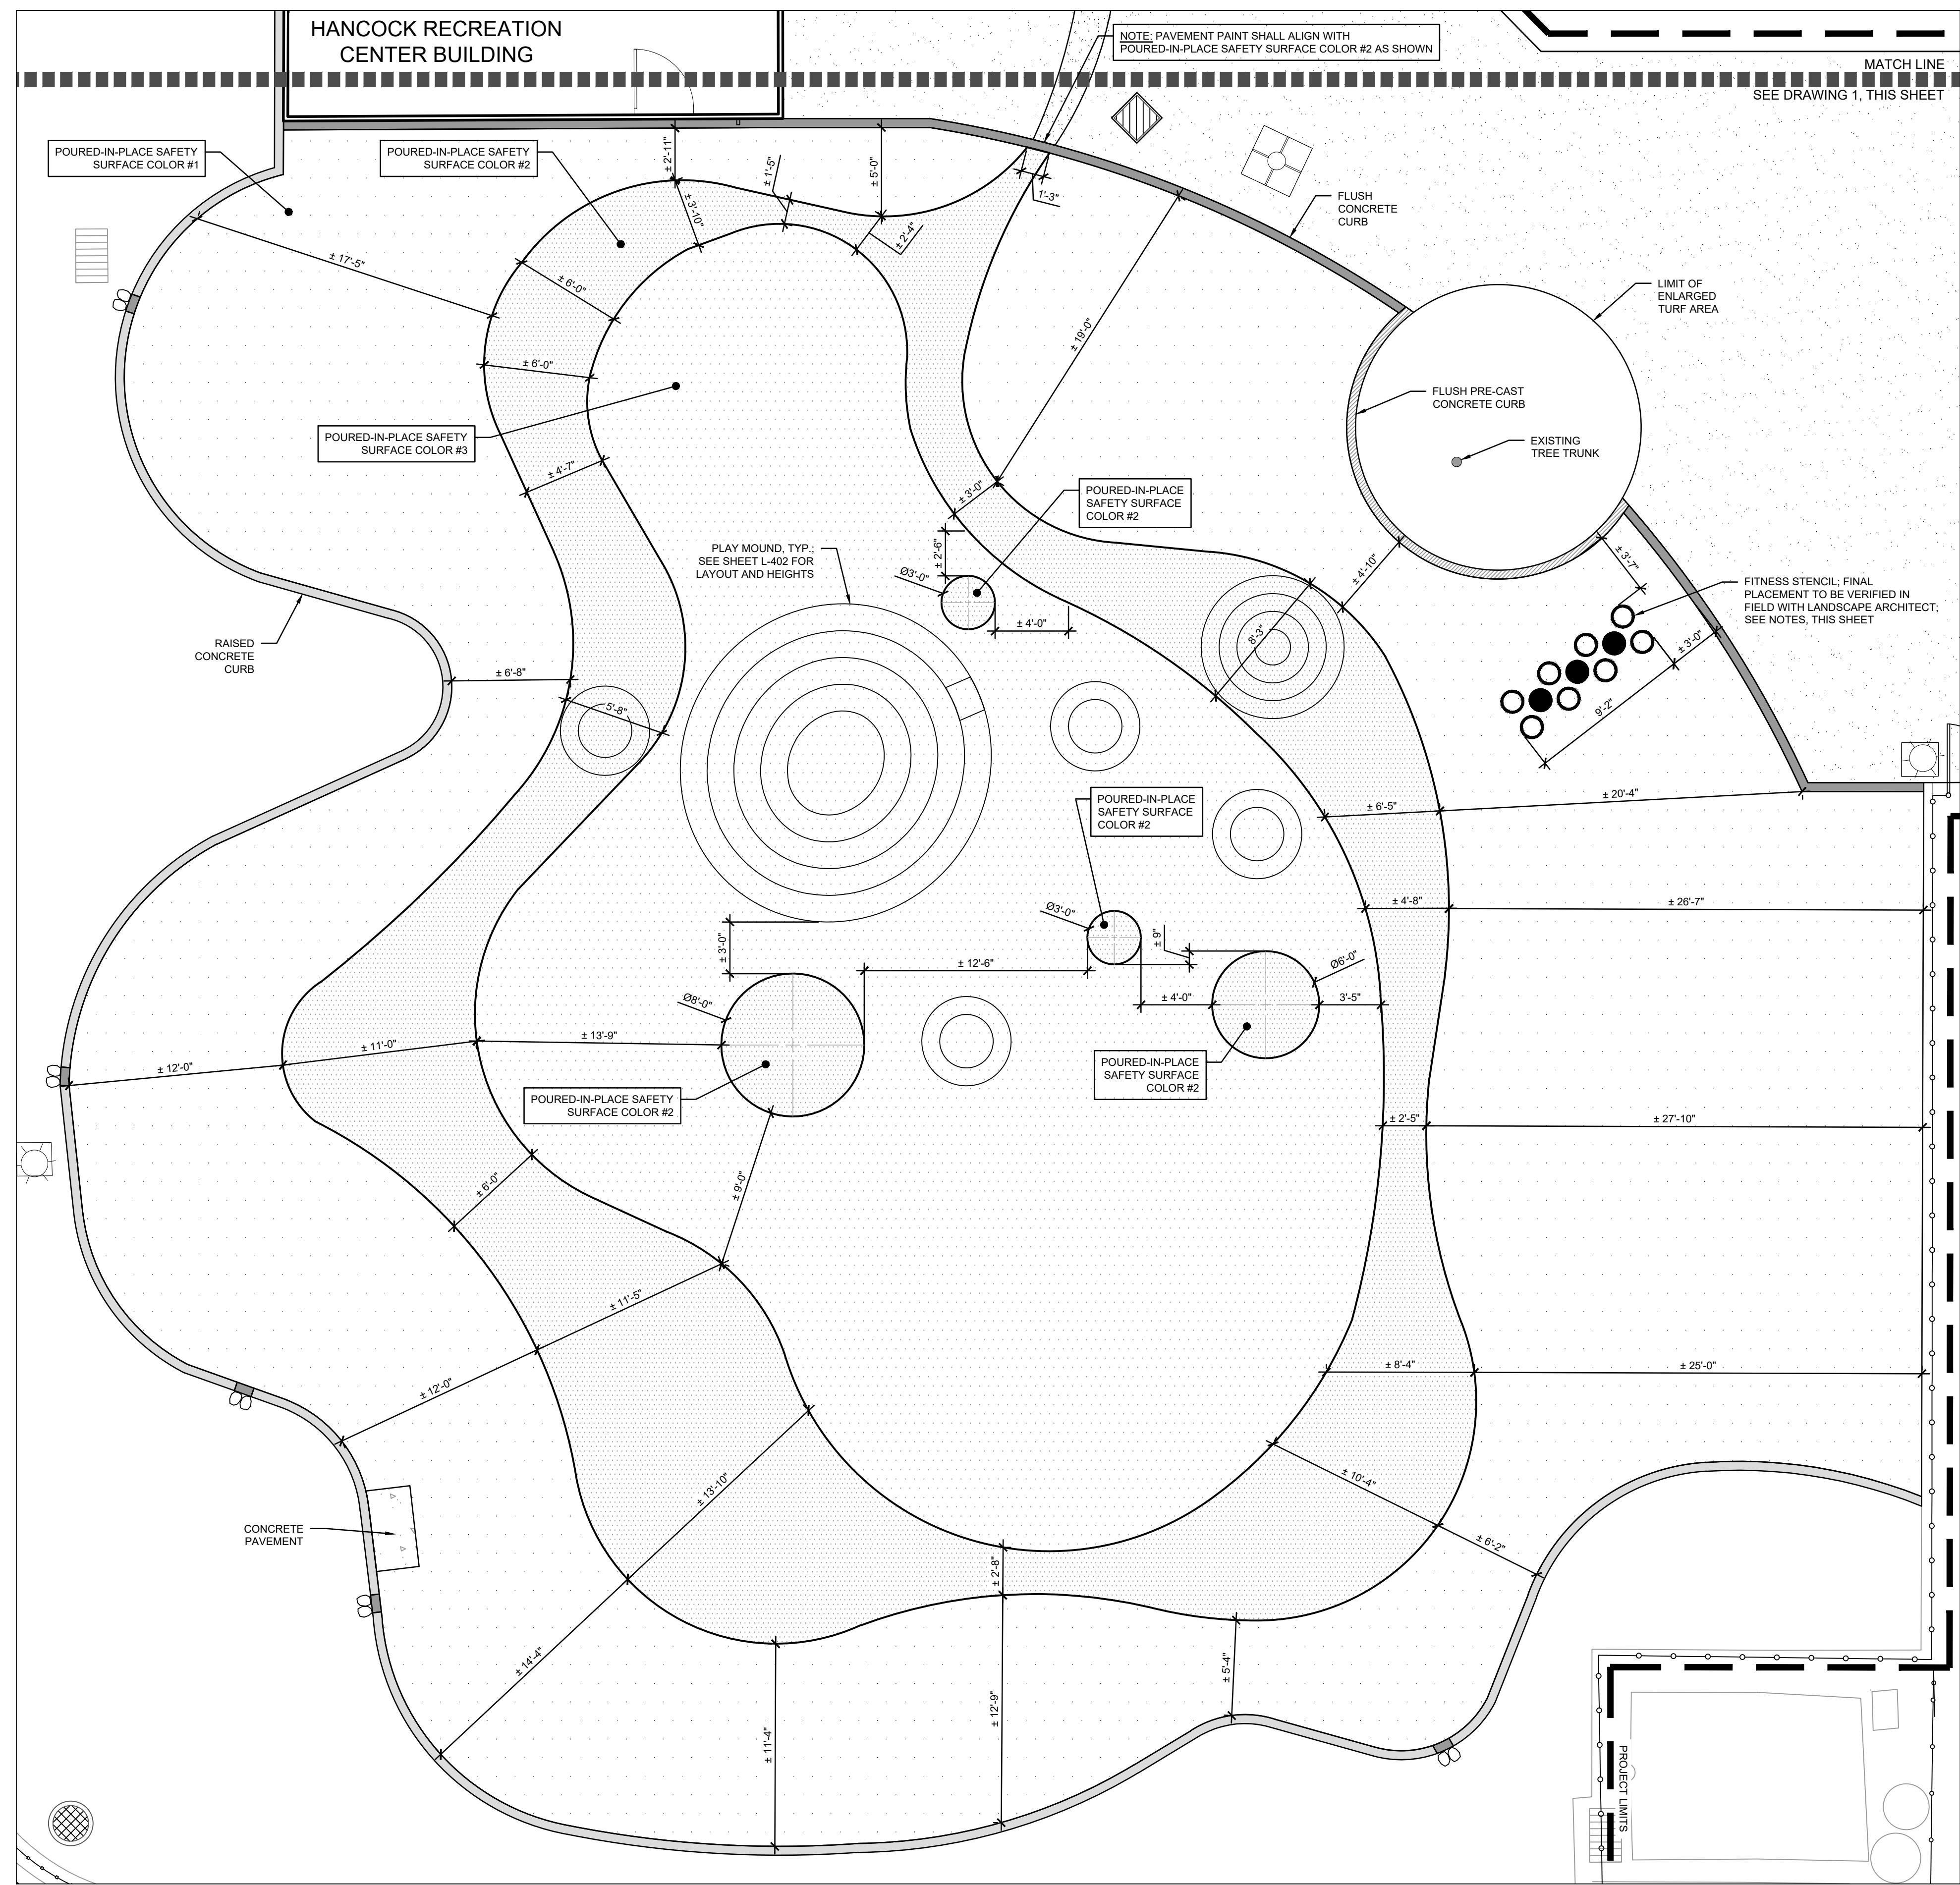 HANCOCK RECREATION
CENTER BUILDING
NOTE: PAVEMENT PAINT SHALL ALIGN WITH
POURED-IN-PLACE SAFETY SURFACE COLOR #2 AS SHOWN
MATCH LINE
SEE DRAWING 1, THIS SHEET
POURED-IN-PLACE SAFETY
SURFACE COLOR #1
POURED-IN-PLACE SAFETY
SURFACE COLOR #2
± 2'-11"
± 1'-5"
± 5'-0"
± 3'-10"
± 2'-4"
1'-3"
FLUSH
CONCRETE
CURB
± 17'-5"
± 6'-0"
± 19'-0"
LIMIT OF
ENLARGED
TURF AREA
± 6'-0"
FLUSH PRE-CAST
CONCRETE CURB
POURED-IN-PLACE SAFETY
SURFACE COLOR #3
EXISTING
TREE TRUNK
± 4'-7"
± 3'-0"
POURED-IN-PLACE
SAFETY SURFACE
COLOR #2
PLAY MOUND, TYP.;
SEE SHEET L-402 FOR
LAYOUT AND HEIGHTS
± 2'-6"
Ø3'-0"
± 4'-0"
± 4'-10"
± 3'-7"
FITNESS STENCIL; FINAL
PLACEMENT TO BE VERIFIED IN
FIELD WITH LANDSCAPE ARCHITECT;
SEE NOTES, THIS SHEET
8'-3"
± 3'-0"
9'-2"
RAISED
CONCRETE
CURB
± 6'-8"
5'-8"
POURED-IN-PLACE
SAFETY SURFACE
COLOR #2
± 6'-5"
± 20'-4"
± 4'-8"
± 26'-7"
Ø3'-0"
± 9"
± 3'-0"
± 12'-6"
Ø6'-0"
Ø8'-0"
± 4'-0"
3'-5"
± 13'-9"
± 11'-0"
± 12'-0"
POURED-IN-PLACE
SAFETY SURFACE
COLOR #2
POURED-IN-PLACE SAFETY
SURFACE COLOR #2
± 2'-5"
± 27'-10"
± 6'-0"
± 9'-0"
± 11'-5"
± 12'-0"
± 8'-4"
± 25'-0"
± 13'-10"
± 10'-4"
± 6'-2"
CONCRETE
PAVEMENT
± 2'-8"
± 14'-4"
± 5'-4"
± 12'-9"
± 11'-4"
PROJECT LIMITS